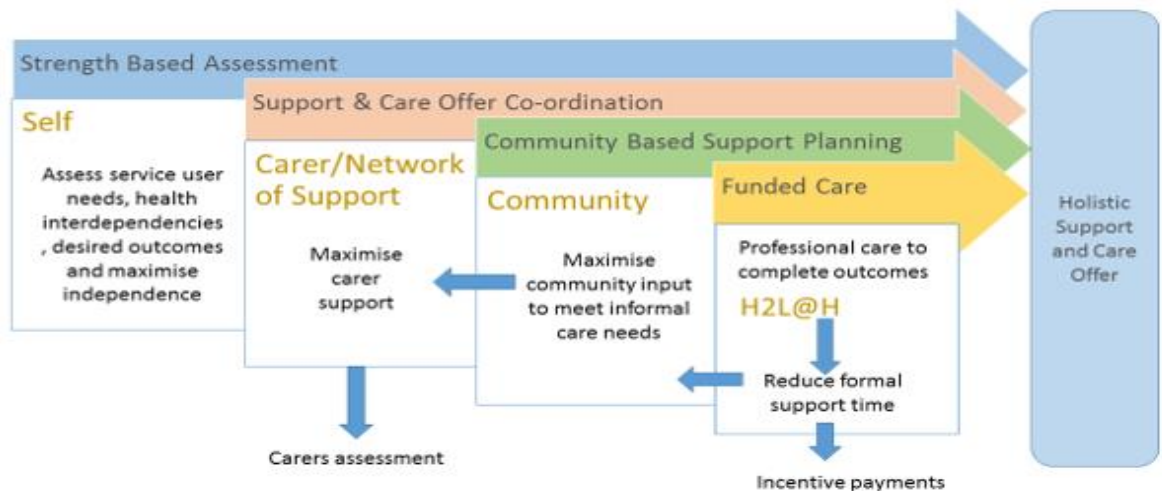 Strength Based Assessment
Support & Care Offer Co-ordination
Community Based Support Planning
Funded Care
Self
Assess service user
needs, health
interdependencies
, desired outcomes
and maximise
independence
Carer/Network
of Support
Maximise
carer
support
Community
Maximise
community input
to meet informal
care needs
Professional care to
complete outcomes
H2L@H
Reduce formal
support time
Carers assessment
Incentive payments
Holistic
Support
and Care
Offer